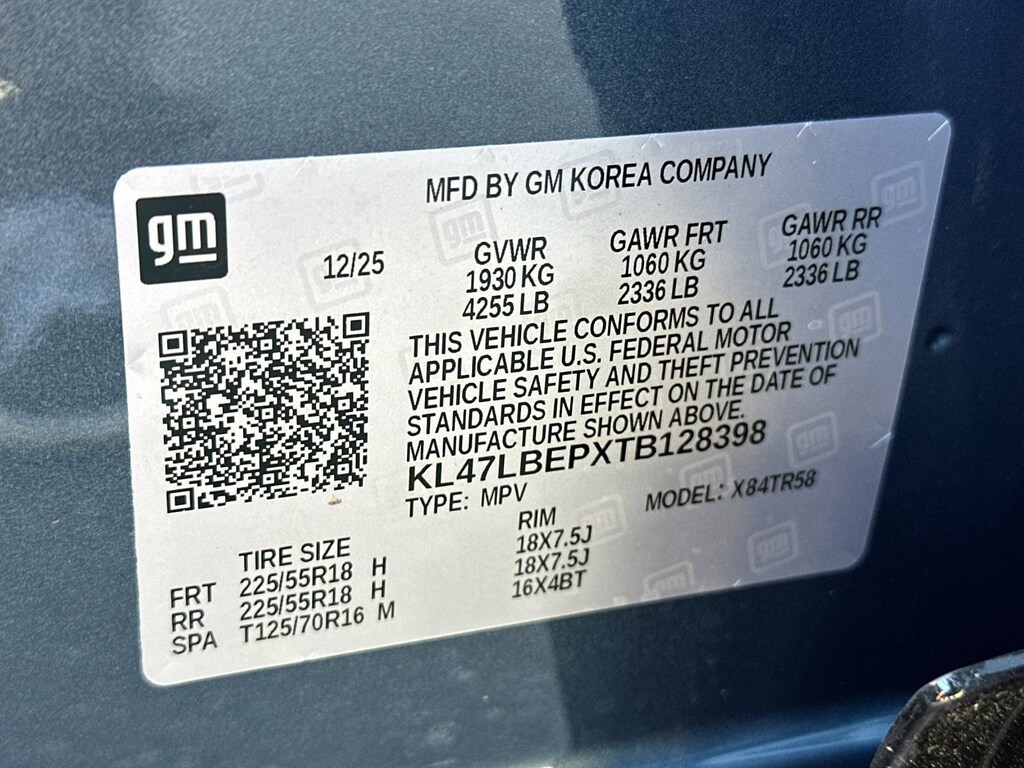 MFD BY GM KOREA COMPANY
gm
12/25
GVWR
1930 KG
4255 LB
GAWR FRT
1060 KG
2336 LB
GAWR RR
1060 KG
2336 LB
THIS VEHICLE CONFORMS TO ALL
APPLICABLE U.S. FEDERAL MOTOR
VEHICLE SAFETY AND THEFT PREVENTION
STANDARDS IN EFFECT ON THE DATE OF
MANUFACTURE SHOWN ABOVE.
KL47LBEPXTB128398
TYPE: MPV
MODEL: X84TR58
TIRE SIZE
RIM
FRT 225/55R18 H 18X7.5J
RR 225/55R18 H 18X7.5J
SPA T125/70R16 M 16X4BT